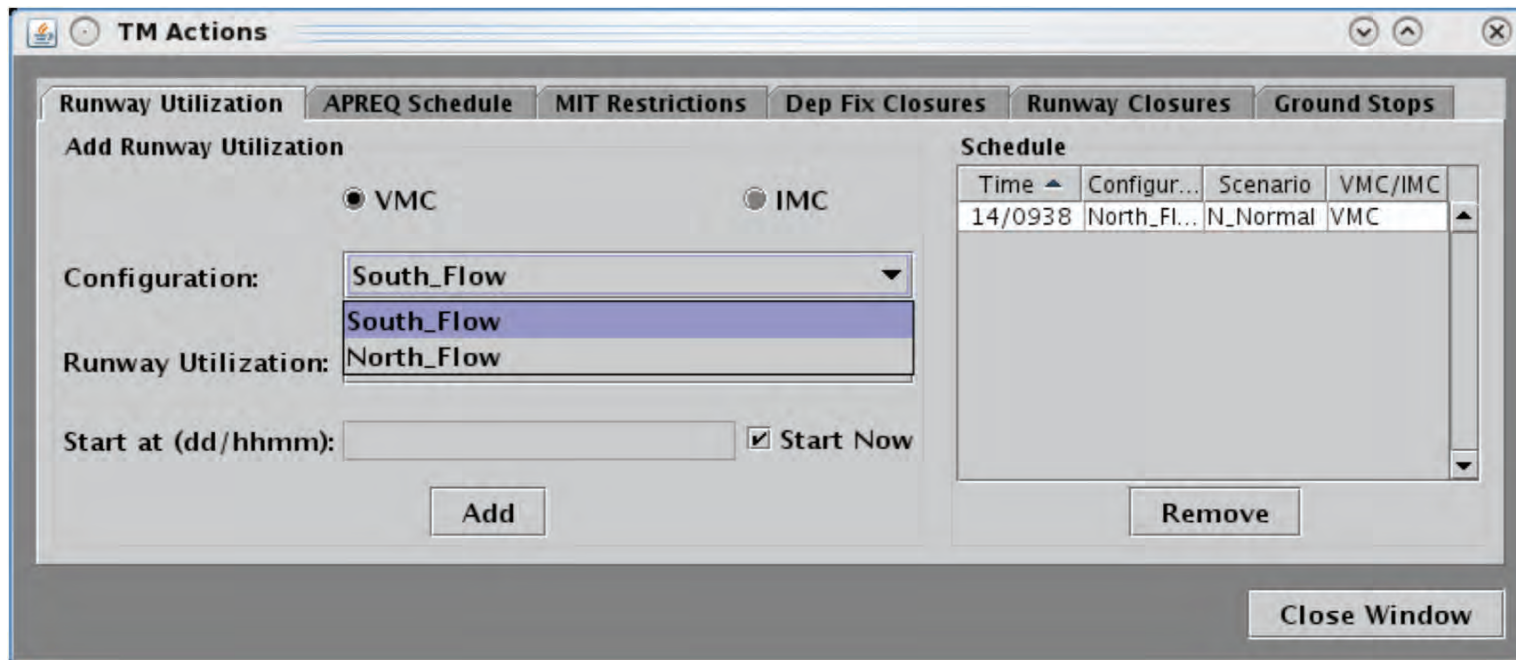 TM Actions
Runway Utilization APREQ Schedule MIT Restrictions Dep Fix Closures Runway Closures Ground Stops
Add Runway Utilization
VMC IMC
Configuration: South_Flow
South_Flow
North_Flow
Runway Utilization:
Start at (dd/hhmm): Start Now
Add
Schedule
Time Configur... Scenario VMC/IMC
14/0938 North_Fl... N_Normal VMC
Remove
Close Window